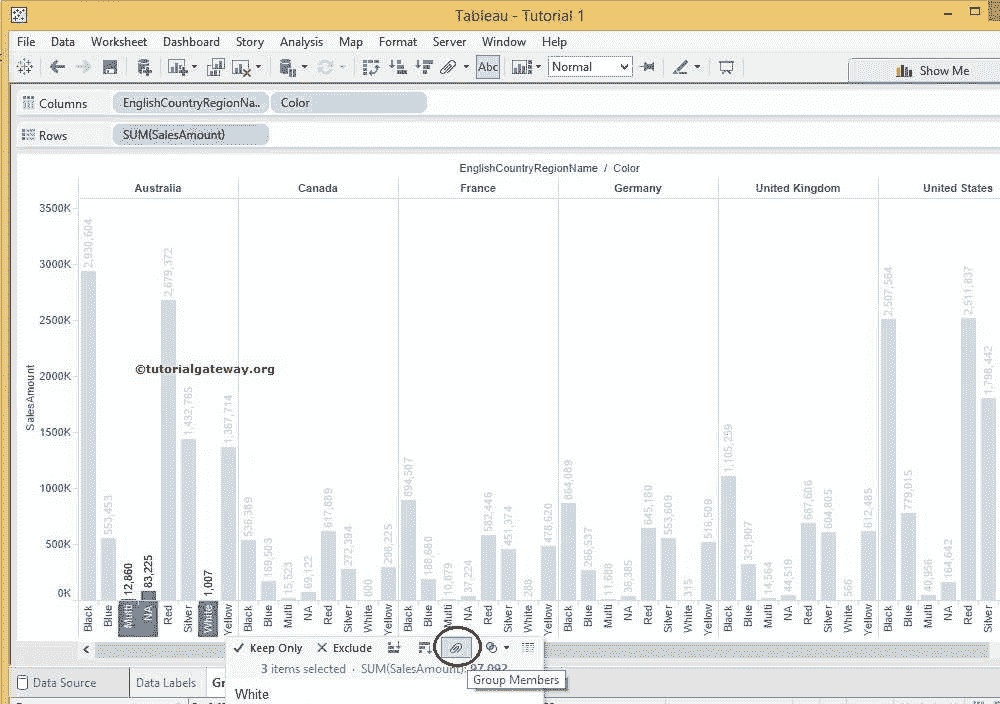 Tableau - Tutorial 1
File Data Worksheet Dashboard Story Analysis Map Format Server Window Help
Abc Normal Show Me
Columns EnglishCountryRegionNa.. Color
Rows SUM(SalesAmount)
EnglishCountryRegionName / Color
Australia Canada France Germany United Kingdom United States
3500K
3000K
2500K
2000K
1500K
1000K
500K
0K
SalesAmount
©tutorialgateway.org
2,930,604 553,453 12,860 83,225 2,679,372 1,432,785 1,007 1,367,714
536,389 169,503 15,523 69,122 617,889 272,394 600 296,225
894,507 188,680 10,879 37,224 582,446 451,374 268 478,620
864,089 266,537 11,688 36,385 645,180 553,609 315 516,509
1,105,259 321,907 14,564 44,519 687,606 604,805 566 612,485
2,507,564 779,015 40,956 164,642 2,511,837 1,798,442
Black Blue Multi NA Red Silver White Yellow Black Blue Multi NA Red Silver White Yellow Black Blue Multi NA Red Silver White Yellow Black Blue Multi NA Red Silver White Yellow Black Blue Multi NA Red Silver White Yellow Black Blue Multi NA Red Silver
Keep Only Exclude
3 items selected · SUM(SalesAmount): 97,092
Group Members
Data Source Data Labels Gr
White